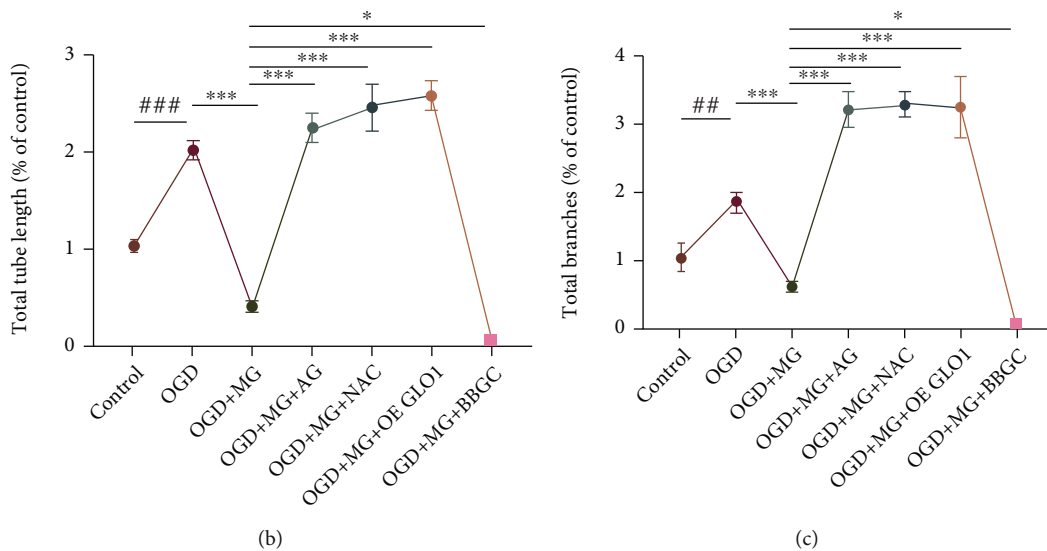 Total tube length (% of control)
3
2
1
0
###
***
***
***
***
*
Control
OGD
OGD+MG
OGD+MG+AG
OGD+MG+NAC
OGD+MG+OE GLO1
OGD+MG+BBGC
(b)
Total branches (% of control)
4
3
2
1
0
##
***
***
***
***
*
Control
OGD
OGD+MG
OGD+MG+AG
OGD+MG+NAC
OGD+MG+OE GLO1
OGD+MG+BBGC
(c)